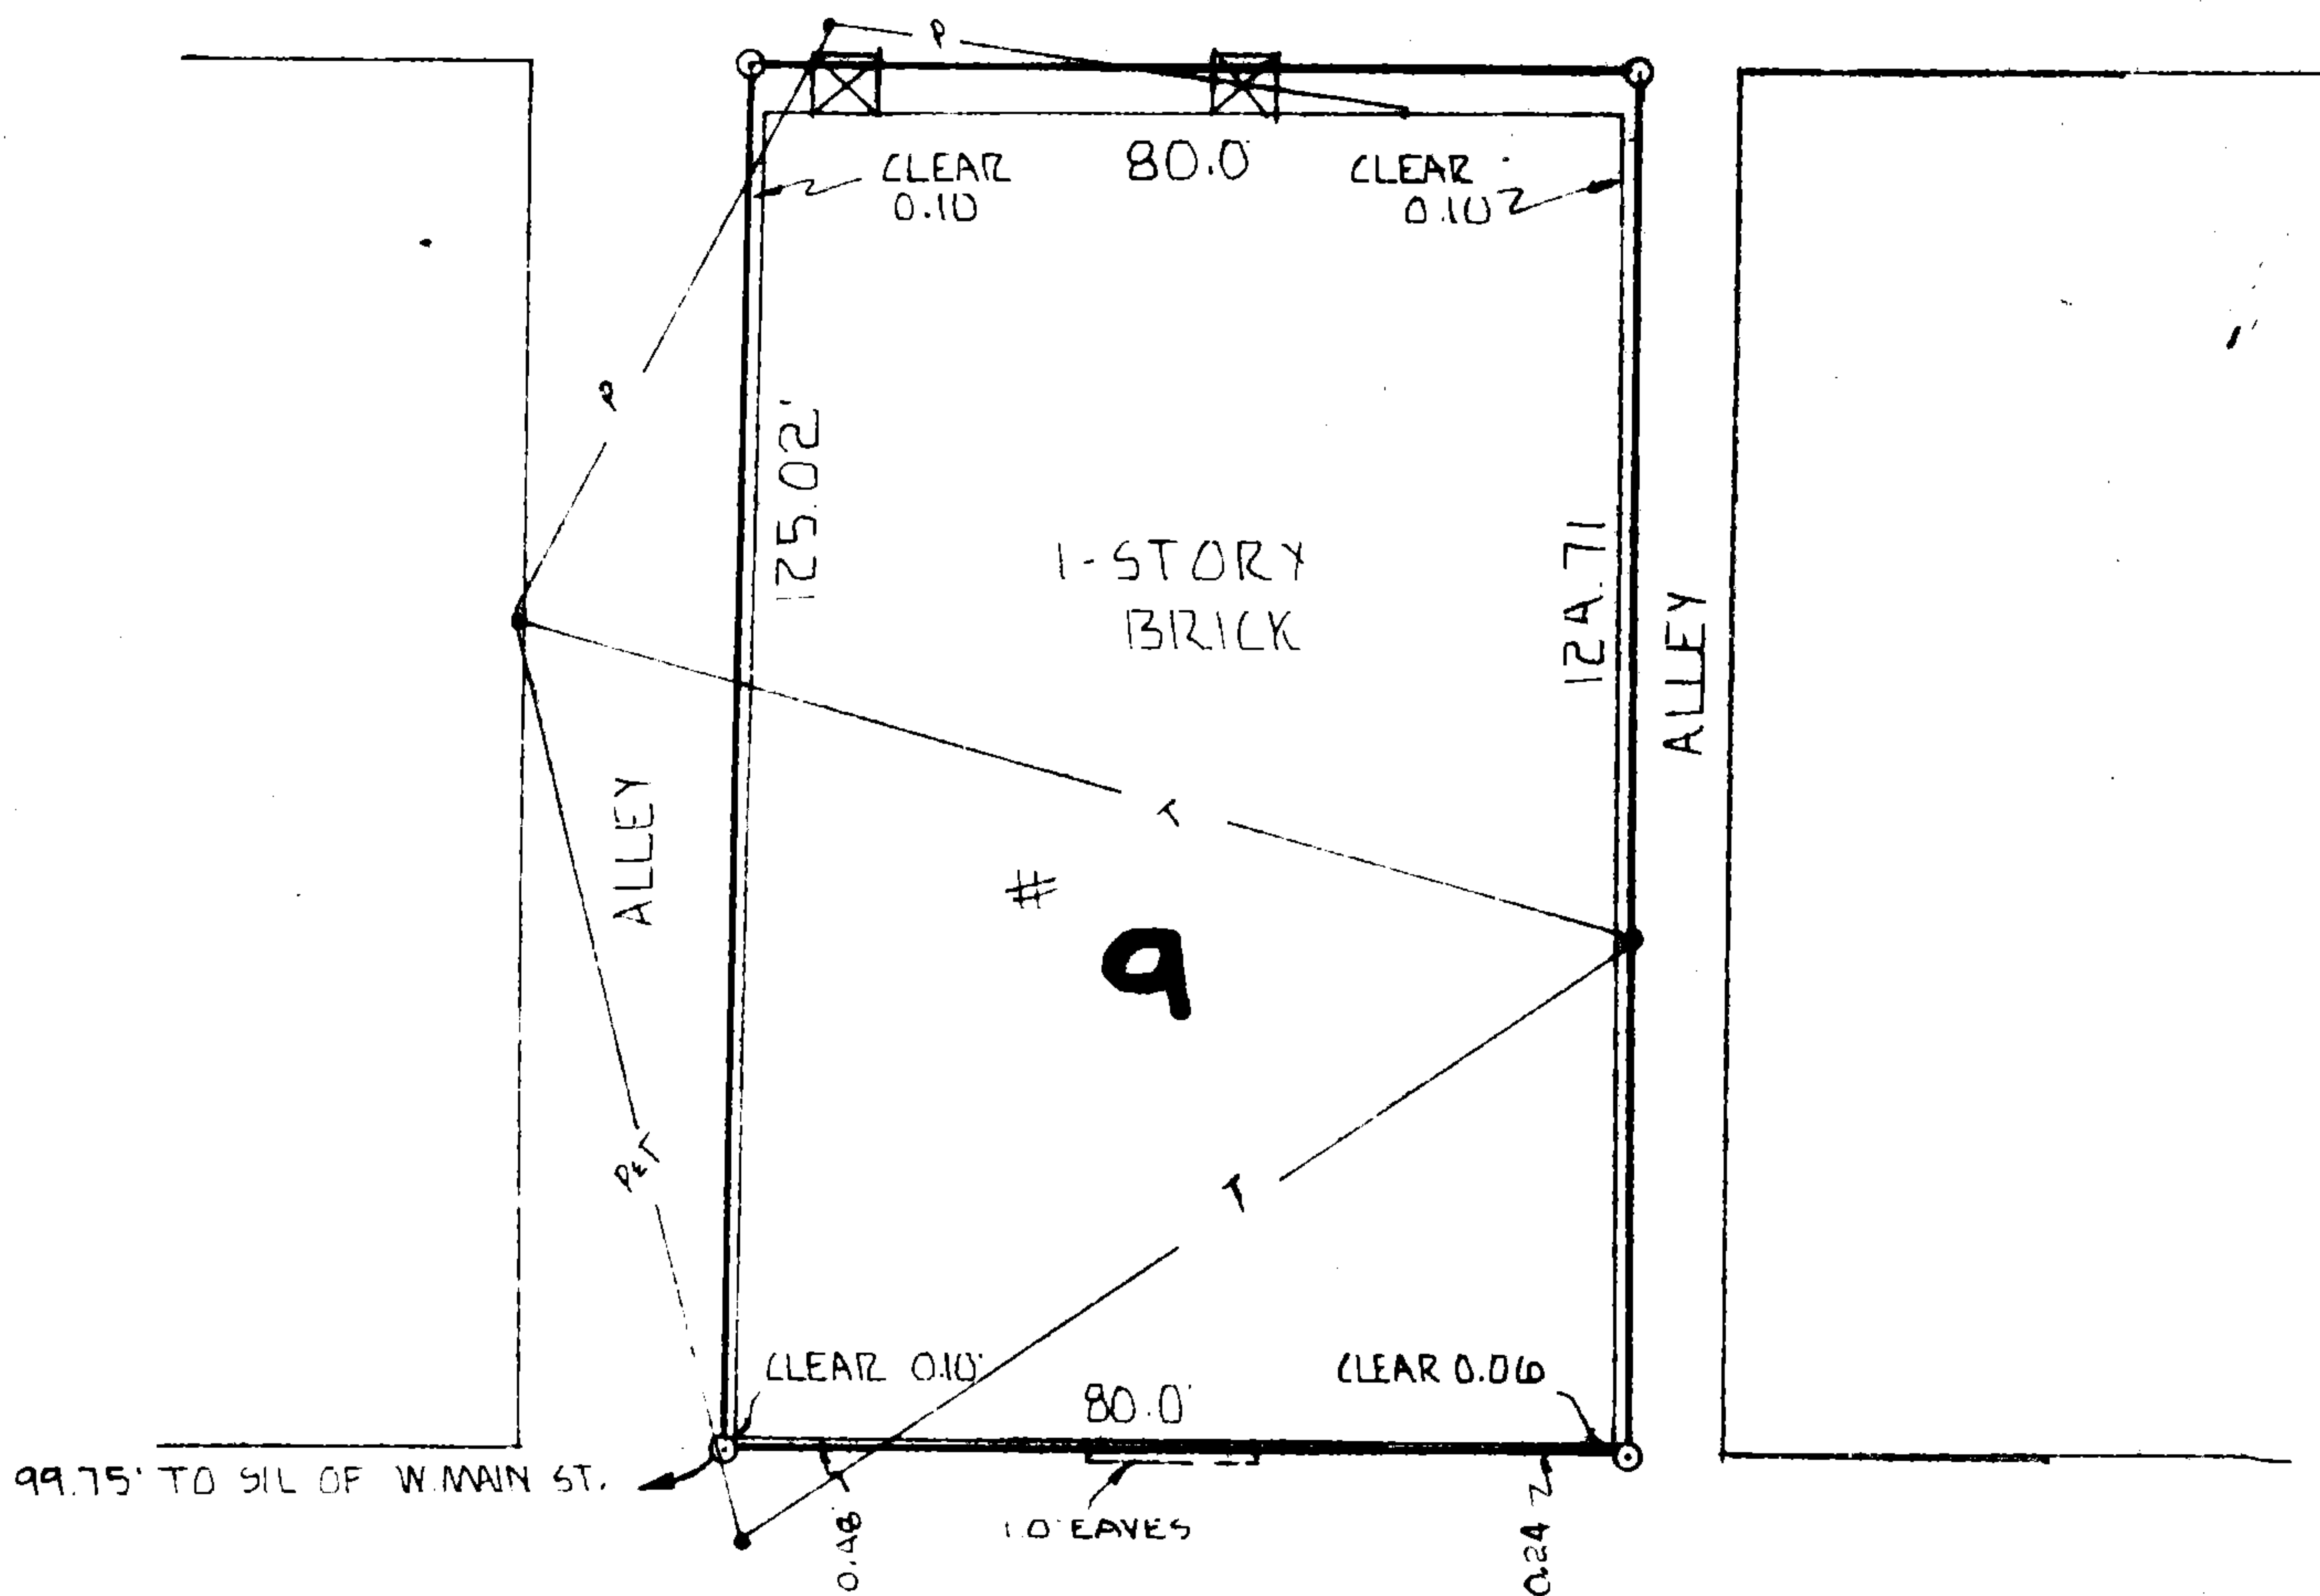 P
CLEAR
0.10
80.0'
CLEAR
0.10
P
125.02'
1-STORY
BRICK
124.71
ALLEY
T
ALLEY
#
9
P&T
T
CLEAR 0.10'
80.0'
CLEAR 0.06
99.75' TO S/L OF W. MAIN ST.
0.48'
1.0' EAVES
0.24